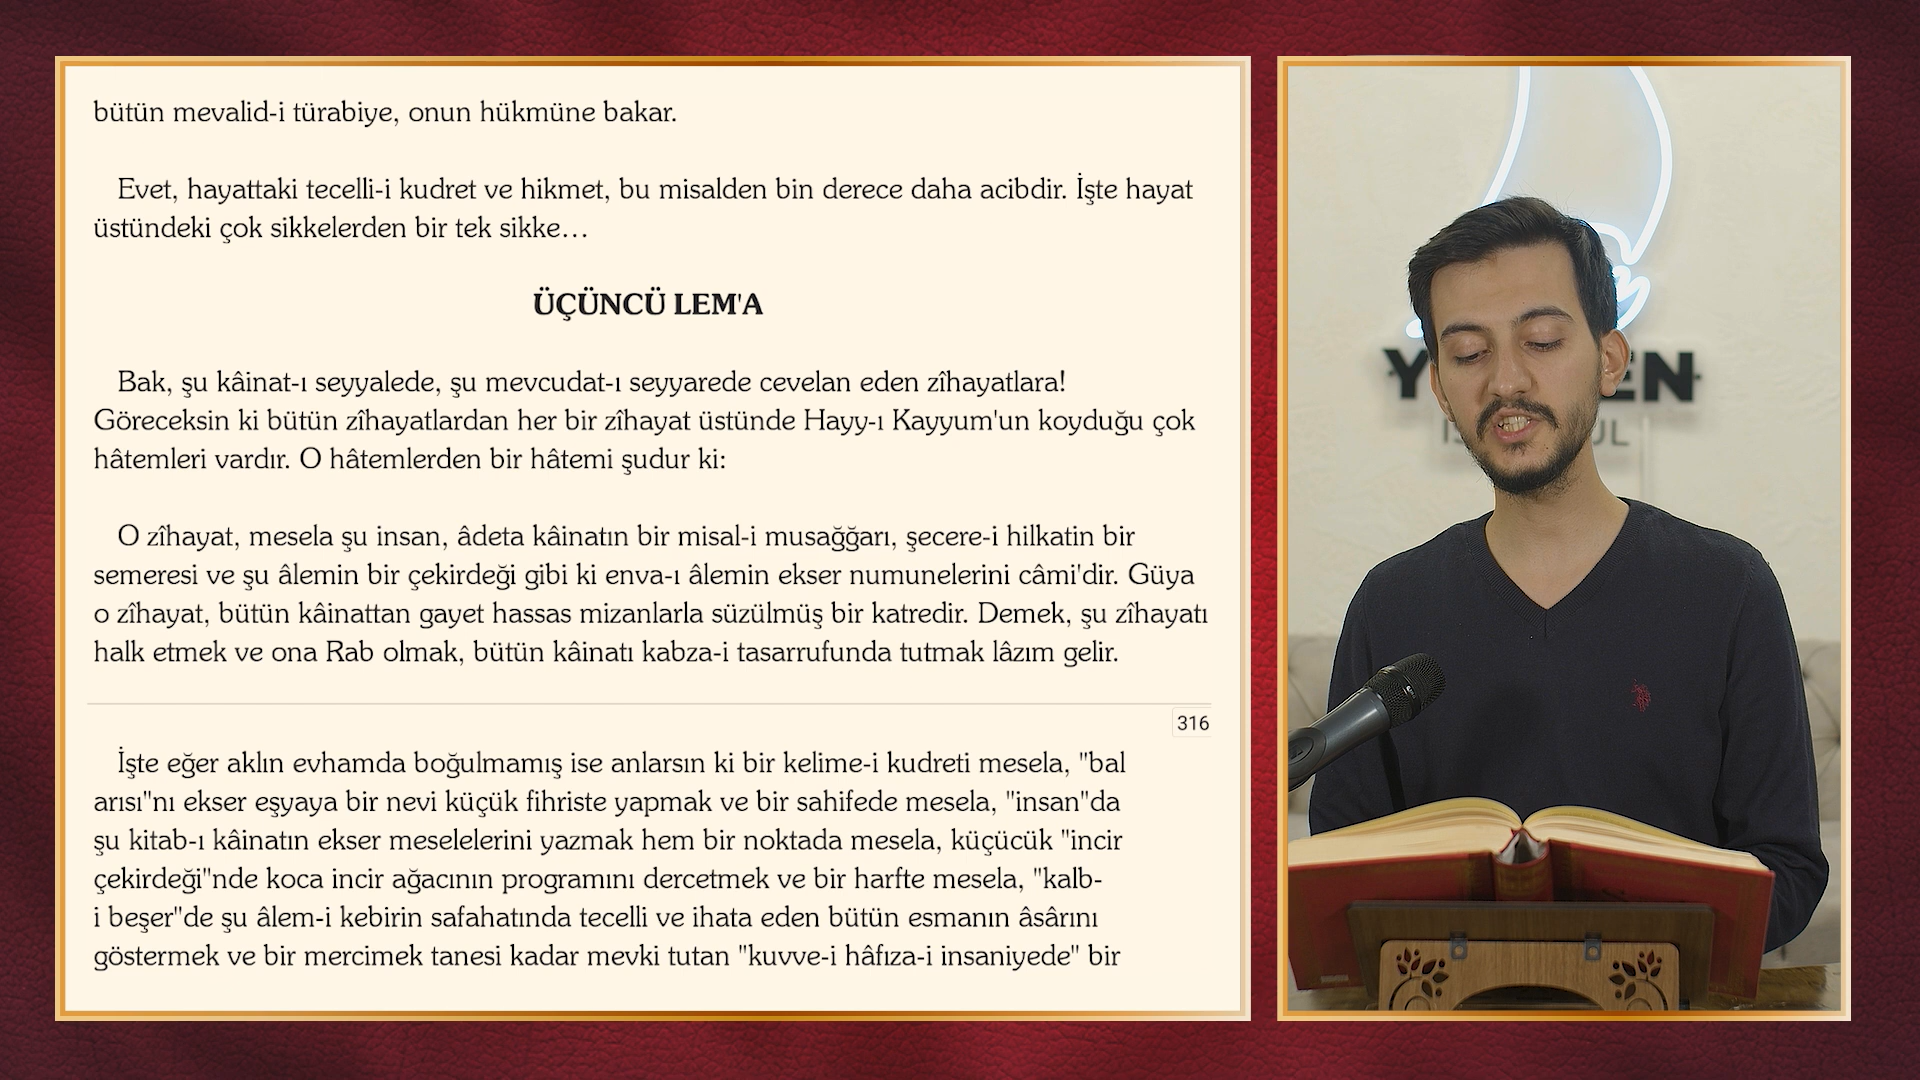 bütün mevalid-i türabiye, onun hükmüne bakar.
Evet, hayattaki tecelli-i kudret ve hikmet, bu misalden bin derece daha acibdir. İşte hayat
üstündeki çok sikkelerden bir tek sikke…
ÜÇÜNCÜ LEM'A
Bak, şu kâinat-ı seyyalede, şu mevcudat-ı seyyarede cevelan eden zîhayatlara!
Göreceksin ki bütün zîhayatlardan her bir zîhayat üstünde Hayy-ı Kayyum'un koyduğu çok
hâtemleri vardır. O hâtemlerden bir hâtemi şudur ki:
O zîhayat, mesela şu insan, âdeta kâinatın bir misal-i musağğarı, şecere-i hilkatin bir
semeresi ve şu âlemin bir çekirdeği gibi ki enva-ı âlemin ekser numunelerini câmi'dir. Güya
o zîhayat, bütün kâinattan gayet hassas mizanlarla süzülmüş bir katredir. Demek, şu zîhayatı
halk etmek ve ona Rab olmak, bütün kâinatı kabza-i tasarrufunda tutmak lâzım gelir.
316
İşte eğer aklın evhamda boğulmamış ise anlarsın ki bir kelime-i kudreti mesela, "bal
arısı"nı ekser eşyaya bir nevi küçük fihriste yapmak ve bir sahifede mesela, "insan"da
şu kitab-ı kâinatın ekser meselelerini yazmak hem bir noktada mesela, küçücük "incir
çekirdeği"nde koca incir ağacının programını dercetmek ve bir harfte mesela, "kalb-
i beşer"de şu âlem-i kebirin safahatında tecelli ve ihata eden bütün esmanın âsârını
göstermek ve bir mercimek tanesi kadar mevki tutan "kuvve-i hâfıza-i insaniyede" bir